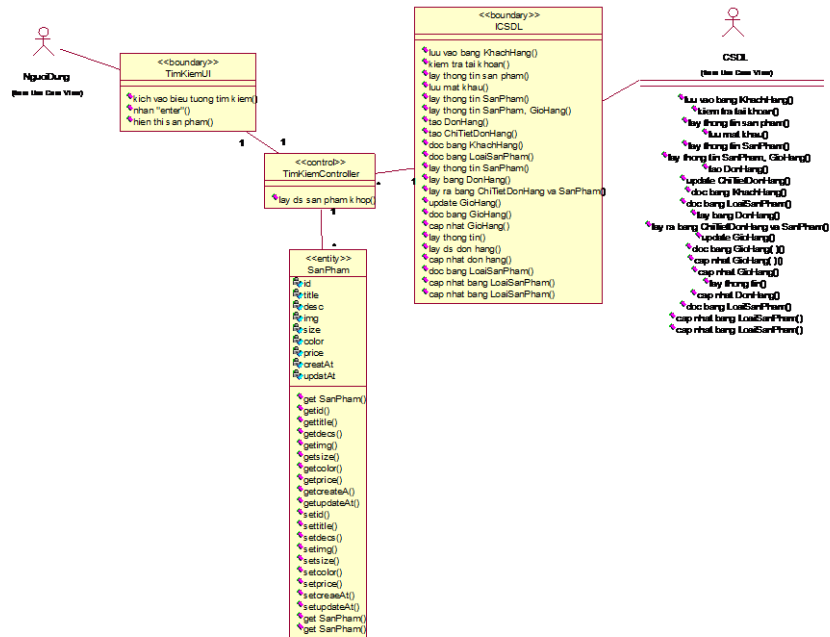 NguoiDung
(from Use Case View)
<<boundary>>
TimKiemUI
kich vao bieu tuong tim kiem()
nhan "enter"()
hien thi san pham()
1
1
<<control>>
TimKiemController
lay ds san pham khop()
*
1
1
*
<<entity>>
SanPham
id
title
desc
img
size
color
price
creatAt
updatAt
get SanPham()
getid()
gettitle()
getdecs()
getimg()
getsize()
getcolor()
getprice()
getcreateA()
getupdateAt()
setid()
settitle()
setdecs()
setimg()
setsize()
setcolor()
setprice()
setcreaeAt()
setupdateAt()
get SanPham()
get SanPham()
<<boundary>>
ICSDL
luu vao bang KhachHang()
kiem tra tai khoan()
lay thong tin san pham()
luu mat khau()
lay thong tin SanPham()
lay thong tin SanPham, GioHang()
tao DonHang()
tao ChiTietDonHang()
doc bang KhachHang()
doc bang LoaiSanPham()
lay thong tin SanPham()
lay bang DonHang()
lay ra bang ChiTietDonHang va SanPham()
update GioHang()
doc bang GioHang()
cap nhat GioHang()
lay thong tin()
lay ds don hang()
cap nhat don hang()
doc bang LoaiSanPham()
cap nhat bang LoaiSanPham()
cap nhat bang LoaiSanPham()
CSDL
(from Use Case View)
luu vao bang KhachHang()
kiem tra tai khoan()
lay thong tin san pham()
luu mat khau()
lay thong tin SanPham()
lay thong tin SanPham, GioHang()
tao DonHang()
update ChiTietDonHang()
doc bang KhachHang()
doc bang LoaiSanPham()
lay bang DonHang()
lay ra bang ChiTietDonHang va SanPham()
update GioHang()
doc bang GioHang( )()
cap nhat GioHang( )()
cap nhat GioHang()
lay thong tin()
cap nhat DonHang()
doc bang LoaiSanPham()
cap nhat bang LoaiSanPham()
cap nhat bang LoaiSanPham()